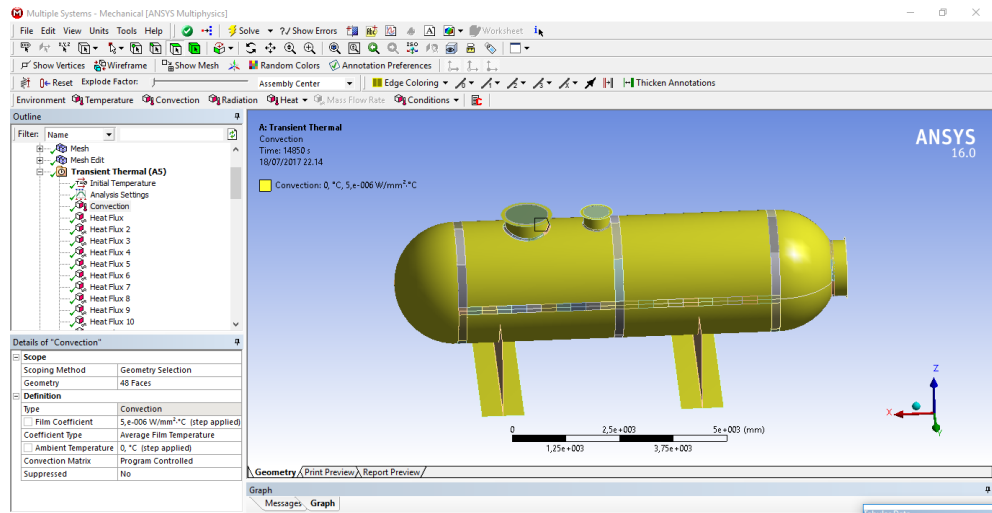 Multiple Systems - Mechanical [ANSYS Multiphysics]
File Edit View Units Tools Help Solve ?/ Show Errors Worksheet
Show Vertices Wireframe Show Mesh Random Colors Annotation Preferences
Reset Explode Factor: Assembly Center Edge Coloring Thicken Annotations
Environment Temperature Convection Radiation Heat Mass Flow Rate Conditions
Outline
Filter: Name
Mesh
Mesh Edit
Transient Thermal (A5)
Initial Temperature
Analysis Settings
Convection
Heat Flux
Heat Flux 2
Heat Flux 3
Heat Flux 4
Heat Flux 5
Heat Flux 6
Heat Flux 7
Heat Flux 8
Heat Flux 9
Heat Flux 10
Details of "Convection"
Scope
Scoping Method Geometry Selection
Geometry 48 Faces
Definition
Type Convection
Film Coefficient 5,e-006 W/mm²·°C (step applied)
Coefficient Type Average Film Temperature
Ambient Temperature 0, °C (step applied)
Convection Matrix Program Controlled
Suppressed No
A: Transient Thermal
Convection
Time: 14850 s
18/07/2017 22.14
Convection: 0, °C, 5,e-006 W/mm²·°C
ANSYS
16.0
0 2,5e+003 5e+003 (mm)
1,25e+003 3,75e+003
Z
X
Y
Geometry Print Preview Report Preview
Graph
Messages Graph